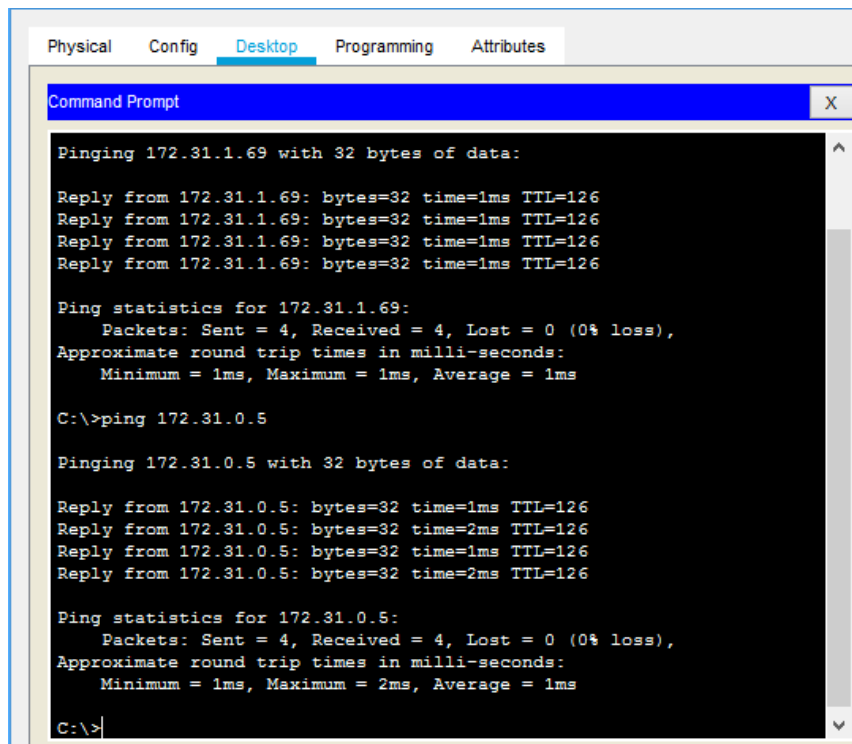 Physical Config Desktop Programming Attributes
Command Prompt X
Pinging 172.31.1.69 with 32 bytes of data:
Reply from 172.31.1.69: bytes=32 time=1ms TTL=126
Reply from 172.31.1.69: bytes=32 time=1ms TTL=126
Reply from 172.31.1.69: bytes=32 time=1ms TTL=126
Reply from 172.31.1.69: bytes=32 time=1ms TTL=126
Ping statistics for 172.31.1.69:
Packets: Sent = 4, Received = 4, Lost = 0 (0% loss),
Approximate round trip times in milli-seconds:
Minimum = 1ms, Maximum = 1ms, Average = 1ms
C:\>ping 172.31.0.5
Pinging 172.31.0.5 with 32 bytes of data:
Reply from 172.31.0.5: bytes=32 time=1ms TTL=126
Reply from 172.31.0.5: bytes=32 time=2ms TTL=126
Reply from 172.31.0.5: bytes=32 time=1ms TTL=126
Reply from 172.31.0.5: bytes=32 time=2ms TTL=126
Ping statistics for 172.31.0.5:
Packets: Sent = 4, Received = 4, Lost = 0 (0% loss),
Approximate round trip times in milli-seconds:
Minimum = 1ms, Maximum = 2ms, Average = 1ms
C:\>